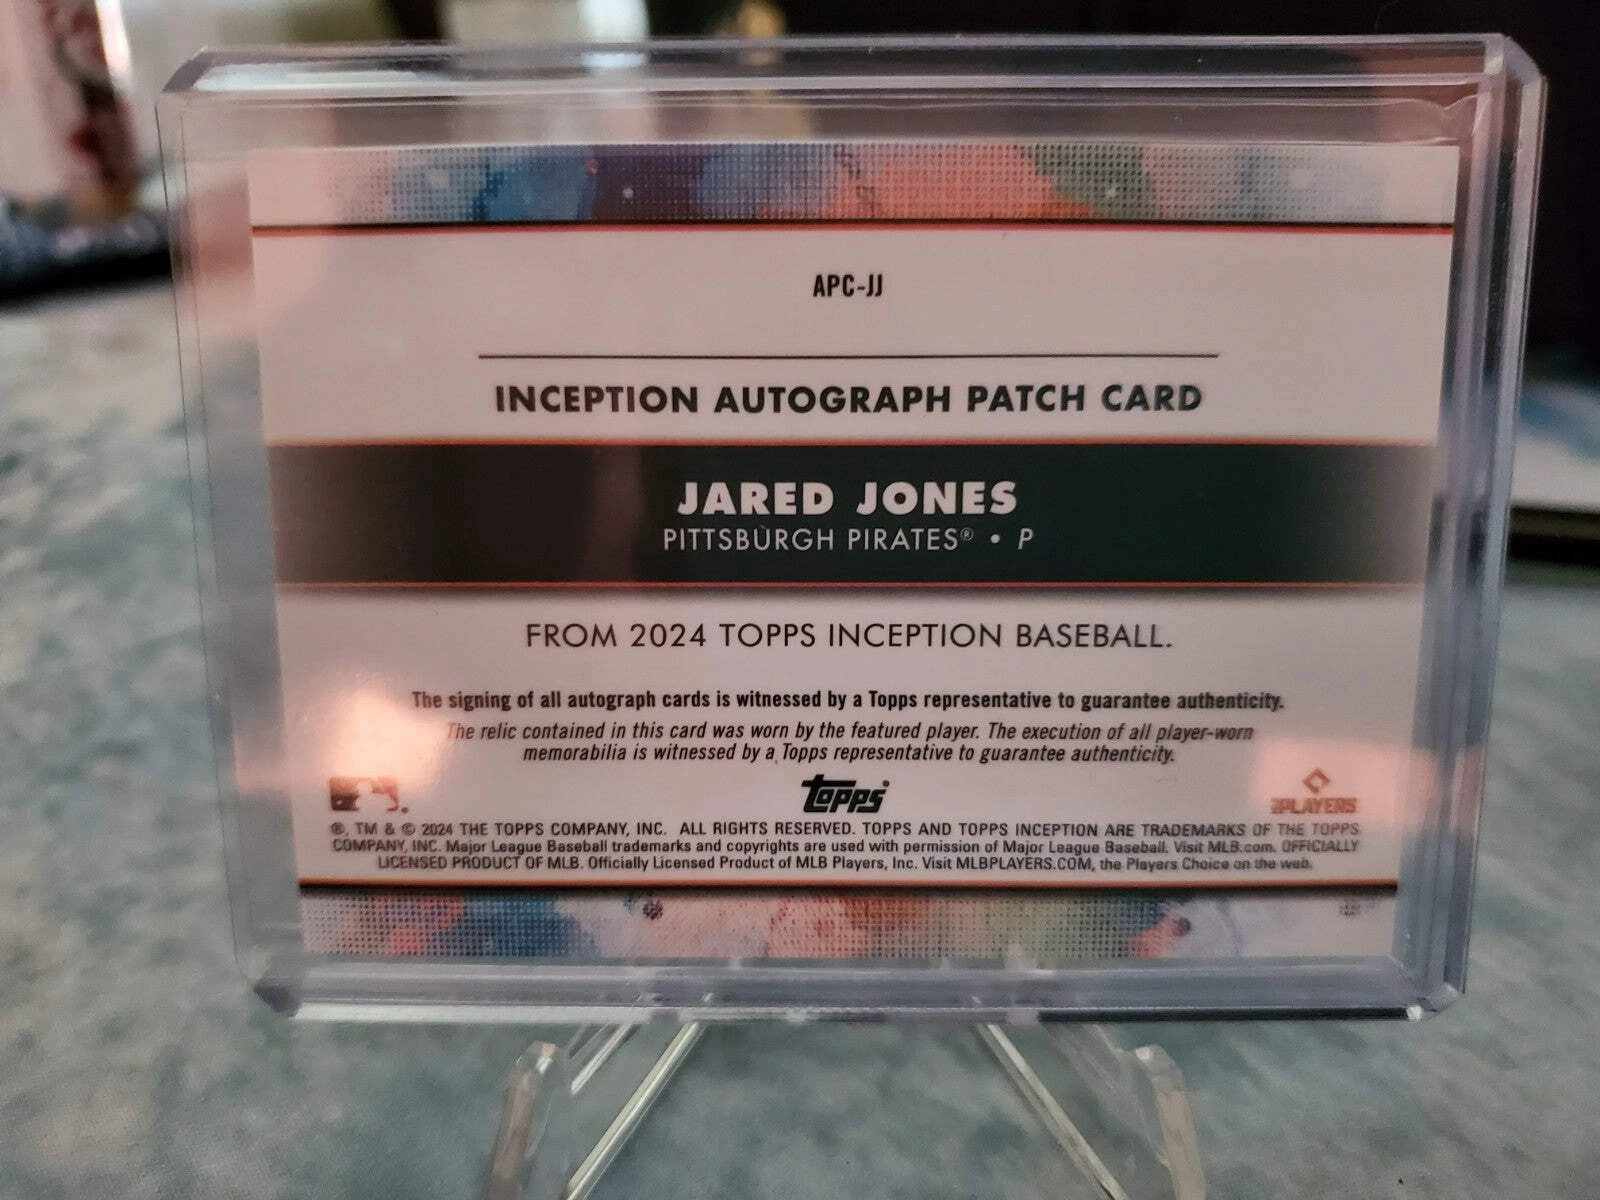 APC-JJ
INCEPTION AUTOGRAPH PATCH CARD
JARED JONES
PITTSBURGH PIRATES® • P
FROM 2024 TOPPS INCEPTION BASEBALL.
The signing of all autograph cards is witnessed by a Topps representative to guarantee authenticity.
The relic contained in this card was worn by the featured player. The execution of all player-worn
memorabilia is witnessed by a Topps representative to guarantee authenticity.
topps
PLAYERS
®, TM & © 2024 THE TOPPS COMPANY, INC. ALL RIGHTS RESERVED. TOPPS AND TOPPS INCEPTION ARE TRADEMARKS OF THE TOPPS
COMPANY, INC. Major League Baseball trademarks and copyrights are used with permission of Major League Baseball. Visit MLB.com. OFFICIALLY
LICENSED PRODUCT OF MLB. Officially Licensed Product of MLB Players, Inc. Visit MLBPLAYERS.COM, the Players Choice on the web.